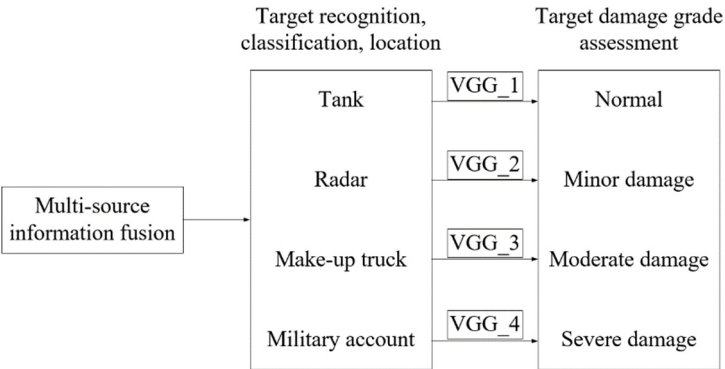 Target recognition,
classification, location
Target damage grade
assessment
Multi-source
information fusion
Tank
VGG_1
Normal
Radar
VGG_2
Minor damage
Make-up truck
VGG_3
Moderate damage
Military account
VGG_4
Severe damage